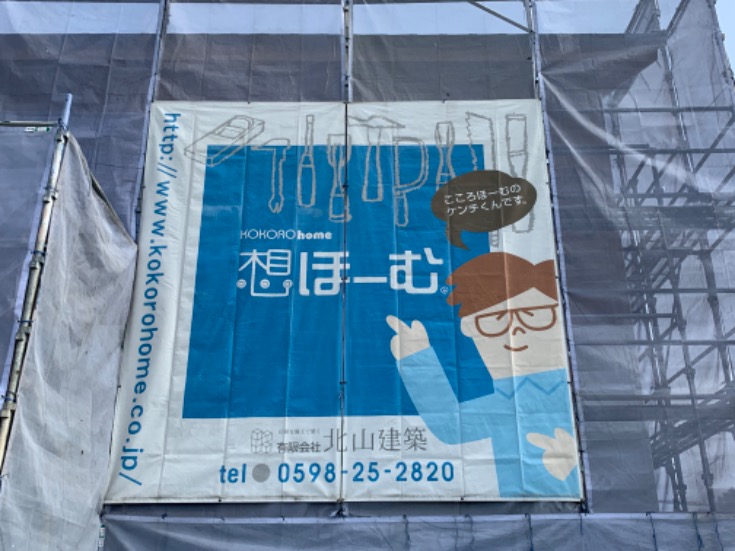 http://www.kokorohome.co.jp/
こころほーむの
ケンチくんです。
KOKORO home
想ほーむ。
有限会社 北山建築
tel 0598-25-2820